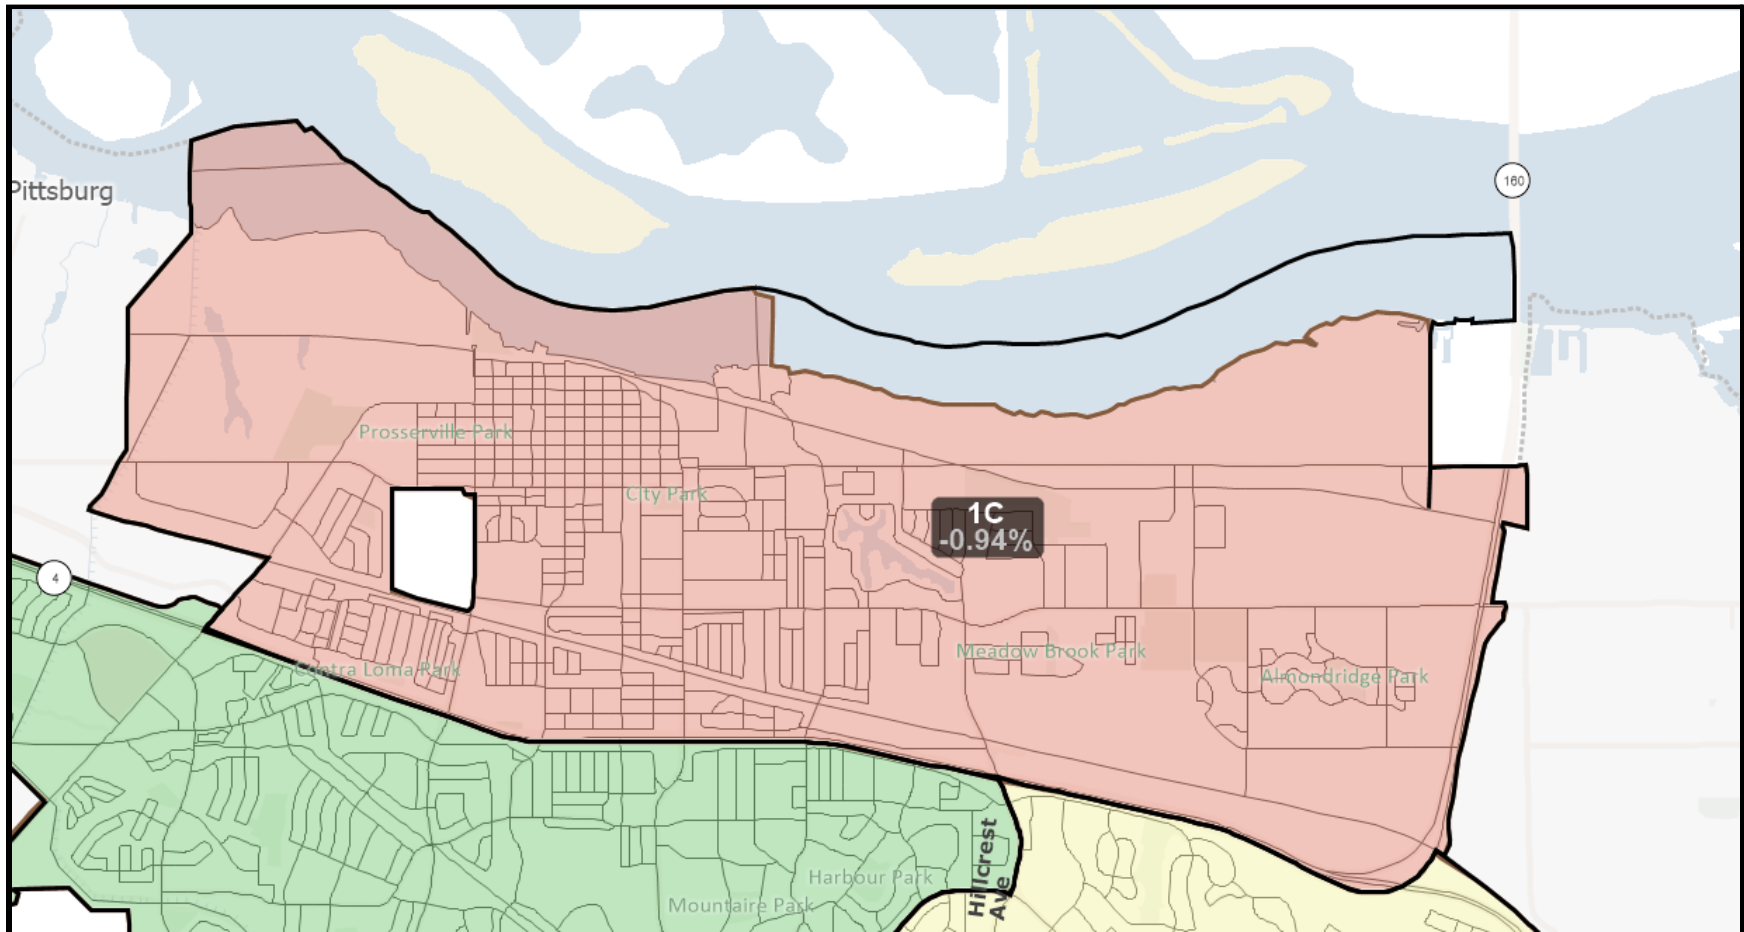 160
Pittsburg
Prosserville Park
City Park
1C
-0.94%
4
Meadow Brook Park
Contra Loma Park
Almondridge Park
Hillcrest
Ave
Harbour Park
Mountaire Park